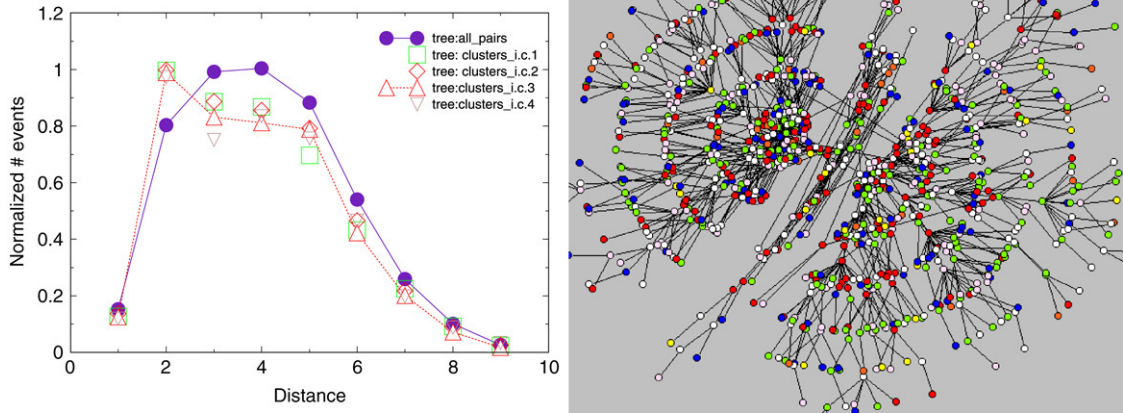 1.2
1
0.8
0.6
0.4
0.2
0
0
2
4
6
8
10
Normalized # events
Distance
tree:all_pairs
tree: clusters_i.c.1
tree: clusters_i.c.2
tree:clusters_i.c.3
tree:clusters_i.c.4